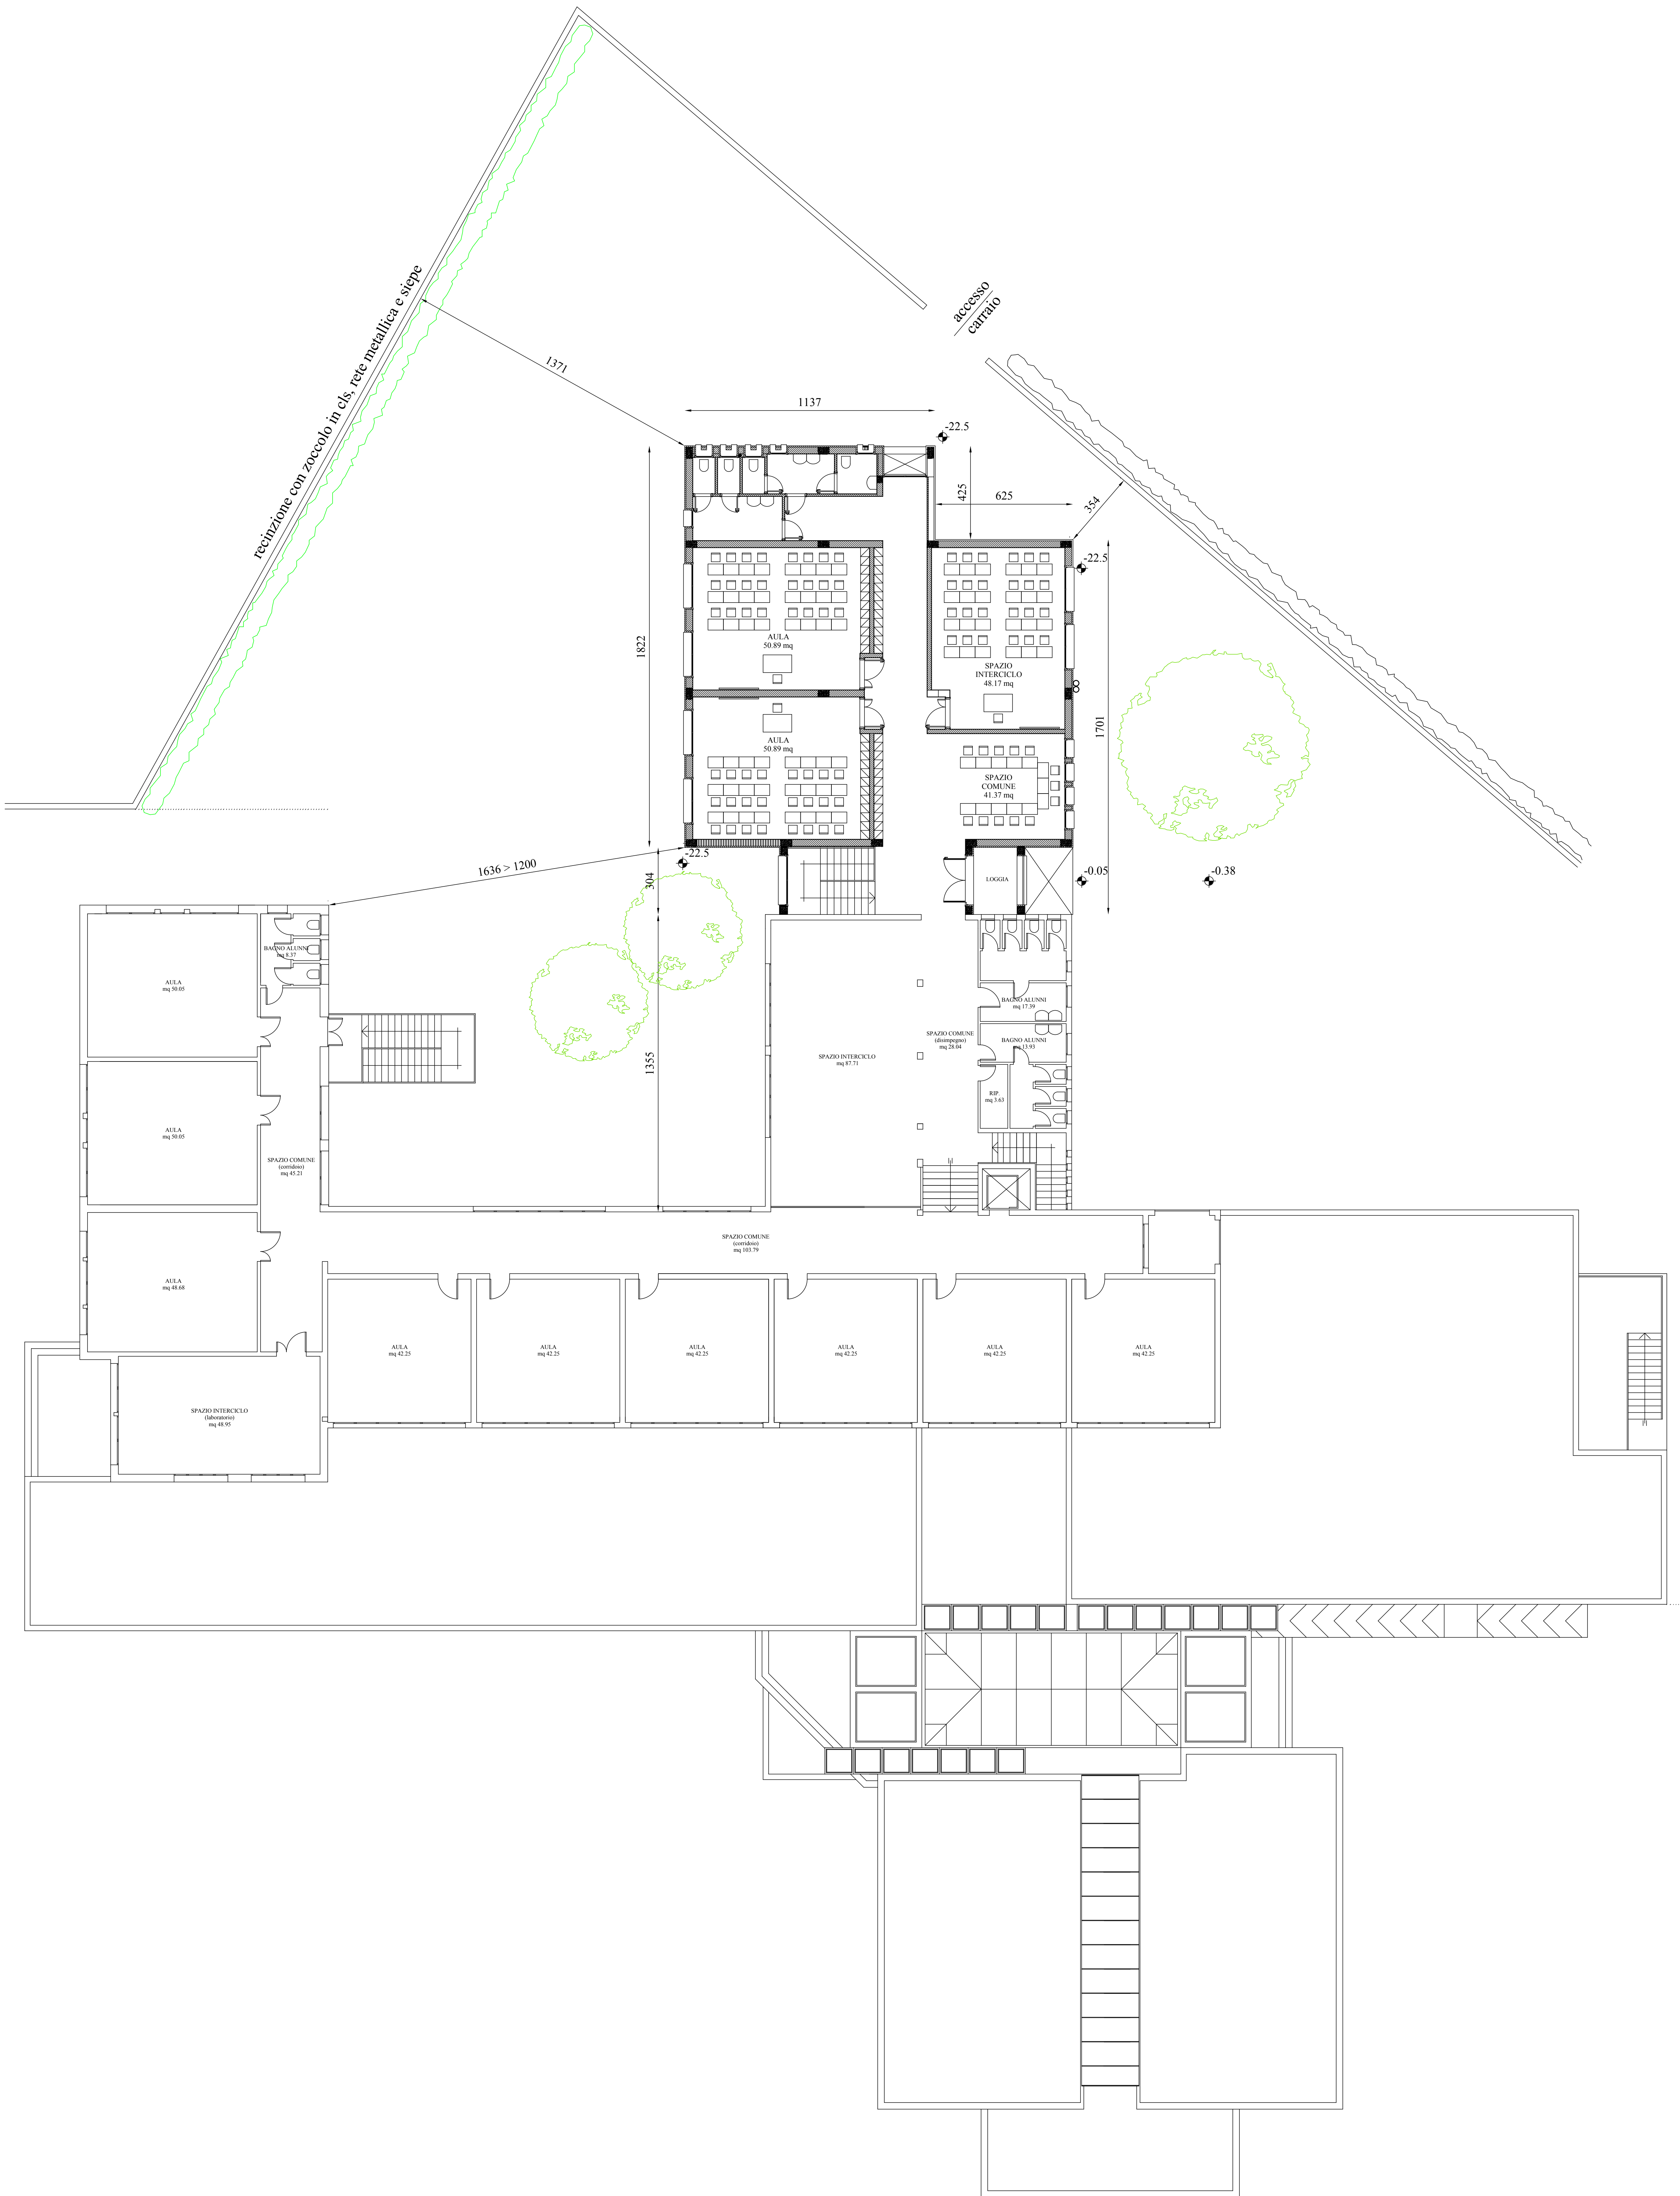 recinzione con zoccolo in cls, rete metallica e siepe
accesso
carraio
1371
1137
-22.5
425
625
354
-22.5
1822
AULA
50.89 mq
SPAZIO
INTERCICLO
48.17 mq
1701
AULA
50.89 mq
SPAZIO
COMUNE
41.37 mq
1636 > 1200
-22.5
304
LOGGIA
-0.05
-0.38
BAGNO ALUNNI
mq 8.37
AULA
mq 50.05
BAGNO ALUNNI
mq 17.39
SPAZIO COMUNE
(disimpegno)
mq 28.04
BAGNO ALUNNI
mq 13.93
SPAZIO INTERCICLO
mq 87.71
1355
RIP.
mq 3.63
AULA
mq 50.05
SPAZIO COMUNE
(corridoio)
mq 45.21
SPAZIO COMUNE
(corridoio)
mq 103.79
AULA
mq 48.68
AULA
mq 42.25
AULA
mq 42.25
AULA
mq 42.25
AULA
mq 42.25
AULA
mq 42.25
AULA
mq 42.25
SPAZIO INTERCICLO
(laboratorio)
mq 48.95